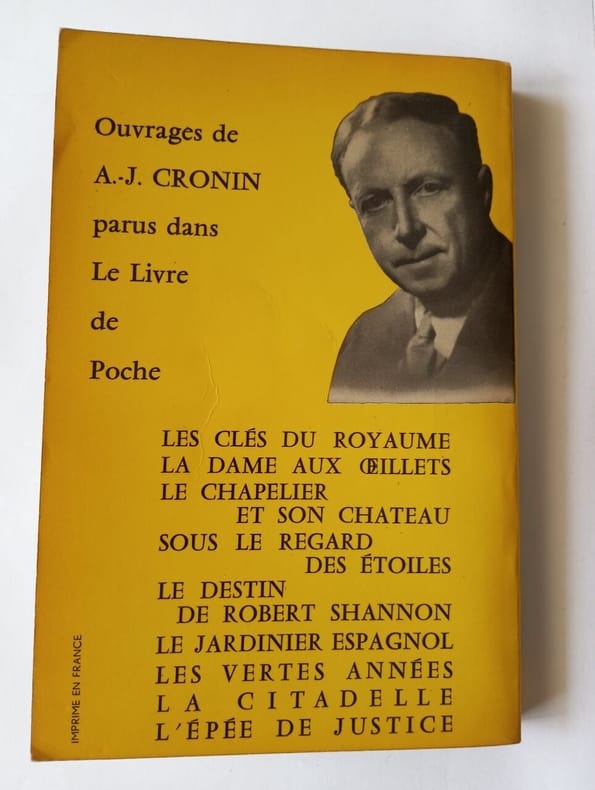 Ouvrages de
A.-J. CRONIN
parus dans
Le Livre
de
Poche
LES CLÉS DU ROYAUME
LA DAME AUX ŒILLETS
LE CHAPELIER
ET SON CHATEAU
SOUS LE REGARD
DES ÉTOILES
LE DESTIN
DE ROBERT SHANNON
LE JARDINIER ESPAGNOL
LES VERTES ANNÉES
LA CITADELLE
L'ÉPÉE DE JUSTICE
IMPRIME EN FRANCE